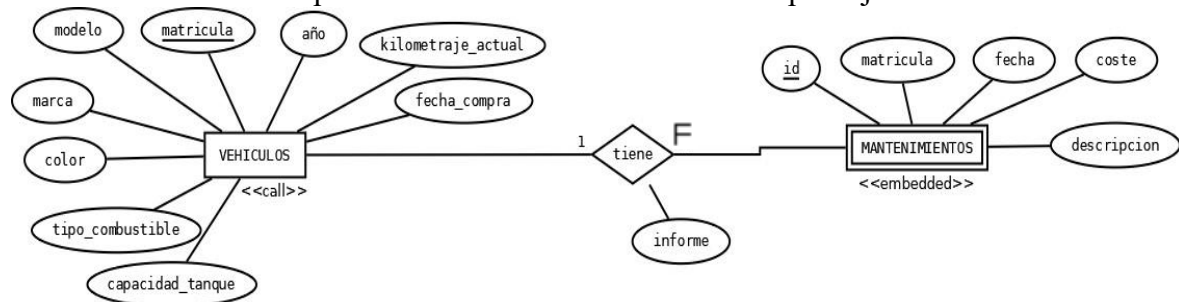 modelo
matricula
año
kilometraje_actual
id
matricula
fecha
coste
marca
fecha_compra
color
VEHICULOS
<<call>>
1
tiene
F
MANTENIMIENTOS
<<embedded>>
descripcion
tipo_combustible
informe
capacidad_tanque